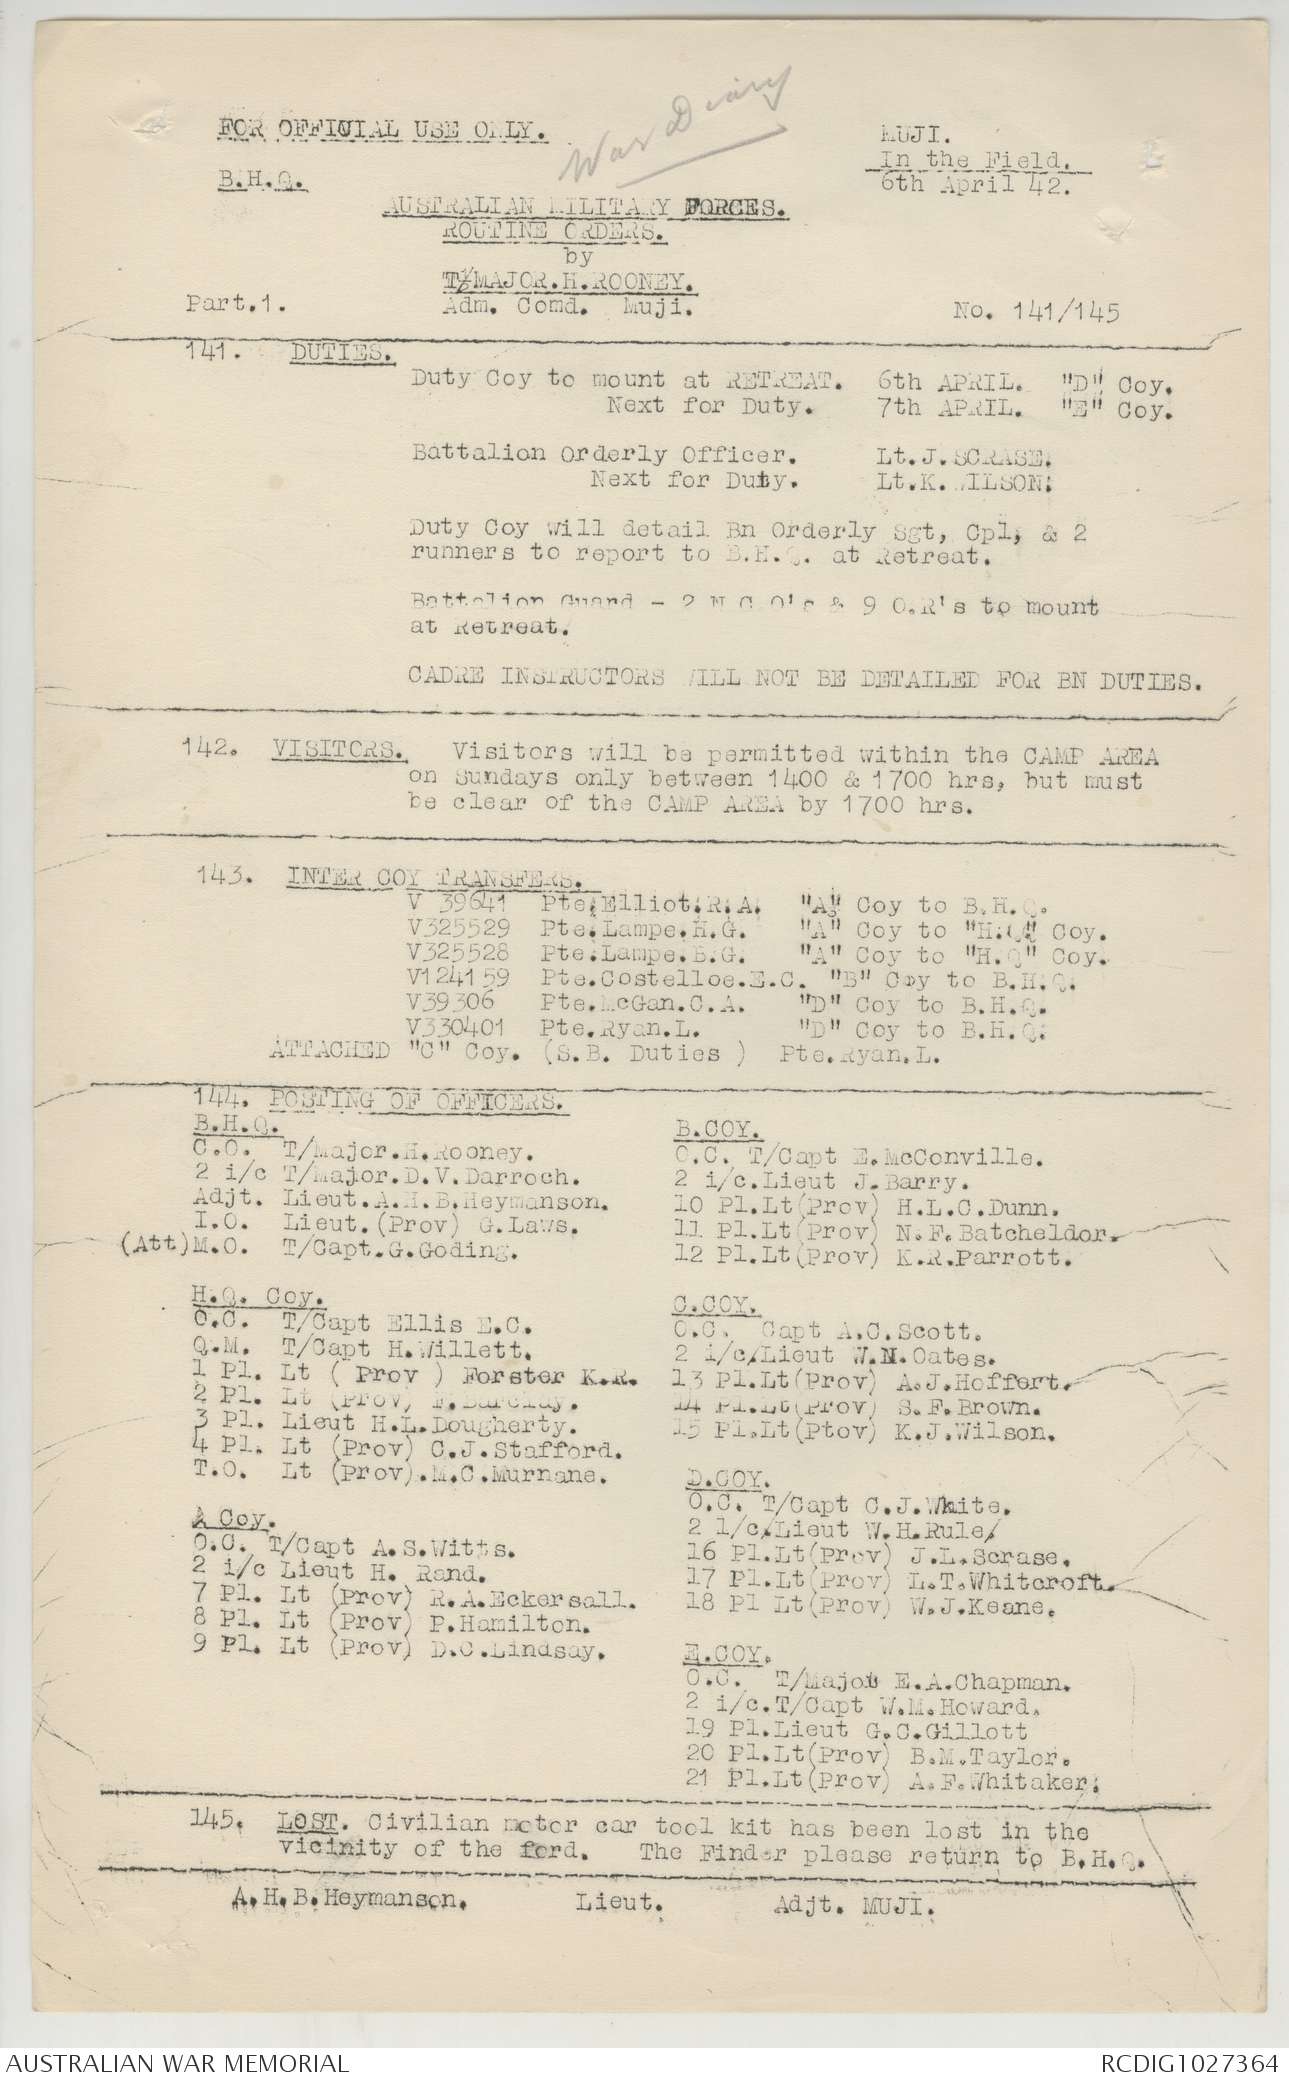 War Diary
FOR OFFICIAL USE ONLY.
MUJI.
In the Field.
6th April 42.
B.H.Q.
AUSTRALIAN MILITARY FORCES.
ROUTINE ORDERS.
by
T/MAJOR.H.ROONEY.
Adm. Comd. Muji.
Part.1.
No. 141/145
141. DUTIES.
Duty Coy to mount at RETREAT. 6th APRIL. "D" Coy.
Next for Duty. 7th APRIL. "E" Coy.
Battalion Orderly Officer. Lt.J.SCRASE.
Next for Duty. Lt.K.WILSON.
Duty Coy will detail Bn Orderly Sgt, Cpl, & 2
runners to report to B.H.Q. at Retreat.
Battalion Guard - 2 N.C.O's & 9 O.R's to mount
at Retreat.
CADRE INSTRUCTORS WILL NOT BE DETAILED FOR BN DUTIES.
142. VISITORS. Visitors will be permitted within the CAMP AREA
on Sundays only between 1400 & 1700 hrs, but must
be clear of the CAMP AREA by 1700 hrs.
143. INTER COY TRANSFERS.
V 39641 Pte.Elliot.R.A. "A" Coy to B.H.Q.
V325529 Pte.Lampe.H.G. "A" Coy to "H.Q" Coy.
V325528 Pte.Lampe.B.G. "A" Coy to "H.Q" Coy.
V124159 Pte.Costelloe.E.C. "B" Coy to B.H.Q.
V39306 Pte.McGan.C.A. "D" Coy to B.H.Q.
V330401 Pte.Ryan.L. "D" Coy to B.H.Q.
ATTACHED "C" Coy. (S.B. Duties ) Pte.Ryan.L.
144. POSTING OF OFFICERS.
B.H.Q.
C.O. T/Major.H.Rooney.
2 i/c T/Major.D.V.Darroch.
Adjt. Lieut.A.H.B.Heymanson.
I.O. Lieut.(Prov) G.Laws.
(Att)M.O. T/Capt.G.Goding.
H.Q. Coy.
O.C. T/Capt Ellis E.C.
Q.M. T/Capt H.Willett.
1 Pl. Lt ( Prov ) Forster K.R.
2 Pl. Lt (Prov) F.Barclay.
3 Pl. Lieut H.L.Dougherty.
4 Pl. Lt (Prov) C.J.Stafford.
T.O. Lt (Prov).M.C.Murnane.
A Coy.
O.C. T/Capt A.S.Witts.
2 i/c Lieut H. Rand.
7 Pl. Lt (Prov) R.A.Eckersall.
8 Pl. Lt (Prov) P.Hamilton.
9 Pl. Lt (Prov) D.C.Lindsay.
B.COY.
O.C. T/Capt E.McConville.
2 i/c.Lieut J.Barry.
10 Pl.Lt(Prov) H.L.C.Dunn.
11 Pl.Lt(Prov) N.F.Batcheldor.
12 Pl.Lt(Prov) K.R.Parrott.
C.COY.
O.C. Capt A.C.Scott.
2 i/c/Lieut W.N.Oates.
13 Pl.Lt(Prov) A.J.Hoffert.
14 Pl.Lt(Prov) S.F.Brown.
15 Pl.Lt(Ptov) K.J.Wilson.
D.COY.
O.C. T/Capt C.J.White.
2 1/c/Lieut W.H.Rule/
16 Pl.Lt(Prov) J.L.Scrase.
17 Pl.Lt(Prov) L.T.Whitcroft.
18 Pl Lt(Prov) W.J.Keane.
E.COY.
O.C. T/Major E.A.Chapman.
2 i/c.T/Capt W.M.Howard.
19 Pl.Lieut G.C.Gillott
20 Pl.Lt(Prov) B.M.Taylor.
21 Pl.Lt(Prov) A.F.Whitaker.
145. LOST. Civilian motor car tool kit has been lost in the
vicinity of the ford. The Finder please return to B.H.Q.
A.H.B.Heymanson. Lieut. Adjt. MUJI.
AUSTRALIAN WAR MEMORIAL
RCDIG1027364